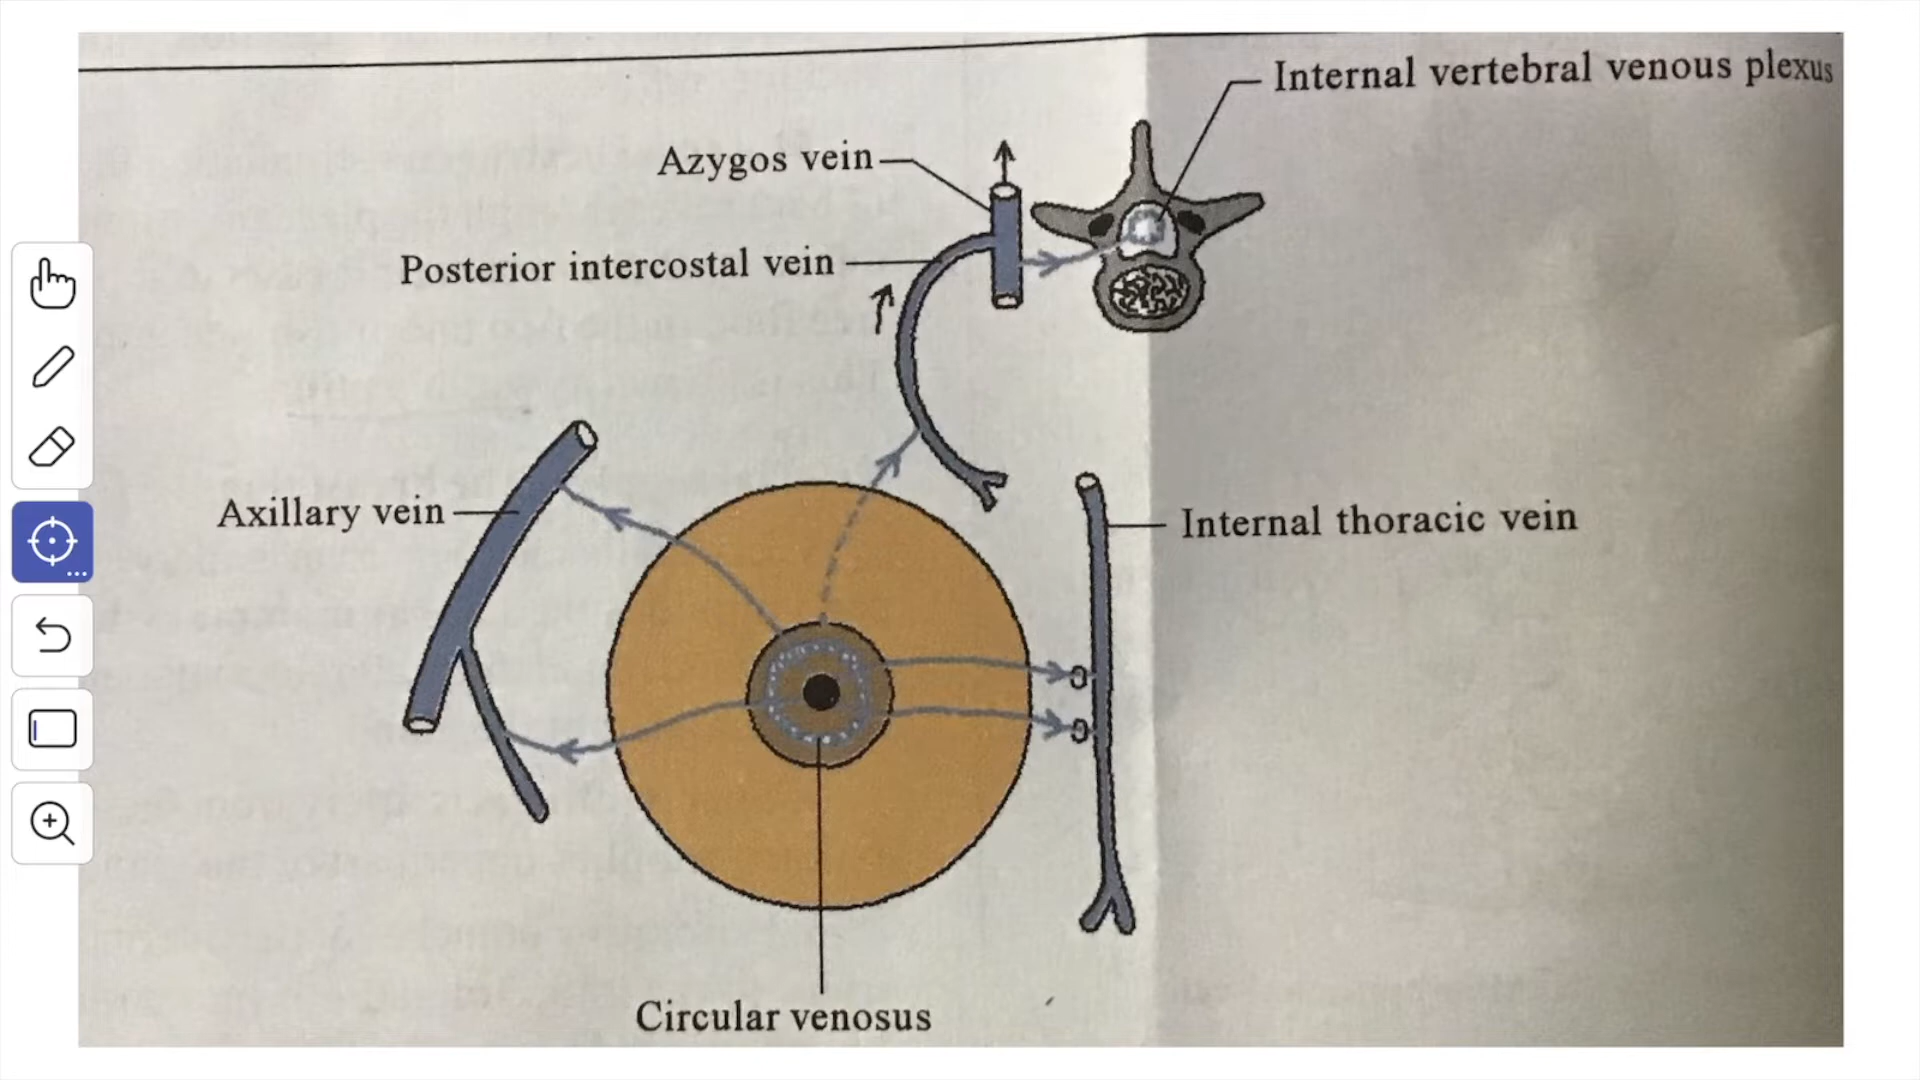 Internal vertebral venous plexus
Azygos vein
Posterior intercostal vein
Axillary vein
Internal thoracic vein
Circular venosus